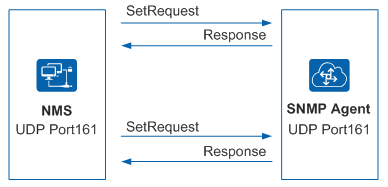 SetRequest
Response
NMS
UDP Port161
SNMP Agent
UDP Port161
SetRequest
Response